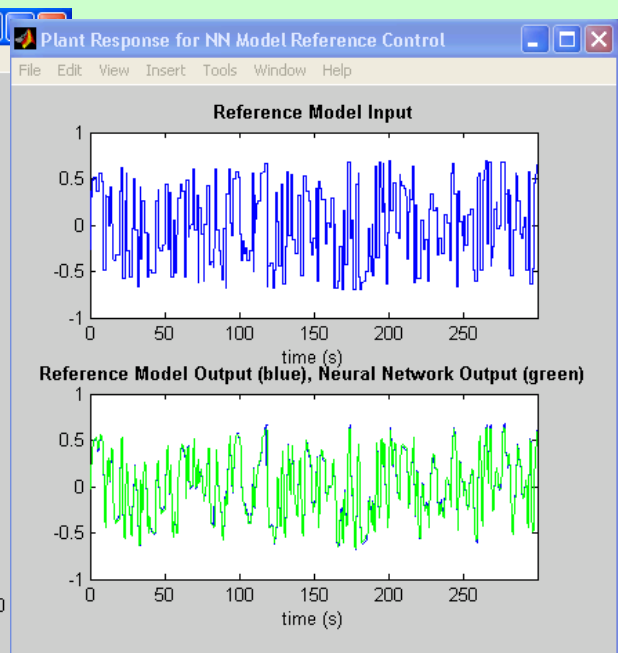 Plant Response for NN Model Reference Control
File Edit View Insert Tools Window Help
Reference Model Input
1
0.5
0
-0.5
-1
0 50 100 150 200 250
time (s)
Reference Model Output (blue), Neural Network Output (green)
1
0.5
0
-0.5
-1
0 50 100 150 200 250
time (s)
0